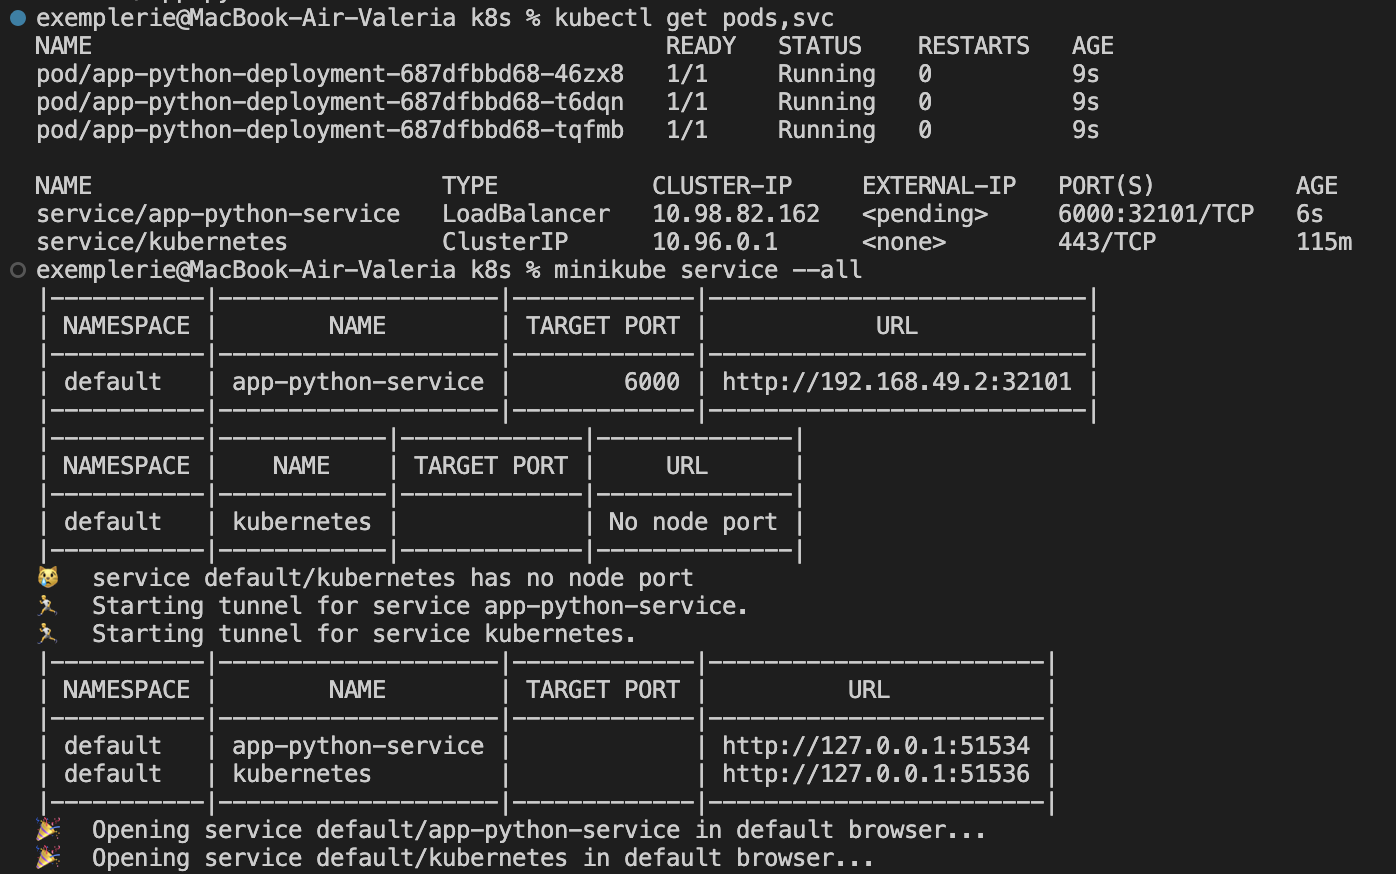 exemplerie@MacBook-Air-Valeria k8s % kubectl get pods,svc
NAME READY STATUS RESTARTS AGE
pod/app-python-deployment-687dfbbd68-46zx8 1/1 Running 0 9s
pod/app-python-deployment-687dfbbd68-t6dqn 1/1 Running 0 9s
pod/app-python-deployment-687dfbbd68-tqfmb 1/1 Running 0 9s
NAME TYPE CLUSTER-IP EXTERNAL-IP PORT(S) AGE
service/app-python-service LoadBalancer 10.98.82.162 <pending> 6000:32101/TCP 6s
service/kubernetes ClusterIP 10.96.0.1 <none> 443/TCP 115m
exemplerie@MacBook-Air-Valeria k8s % minikube service --all
|-----------|--------------------|-------------|---------------------------|
| NAMESPACE | NAME | TARGET PORT | URL |
|-----------|--------------------|-------------|---------------------------|
| default | app-python-service | 6000 | http://192.168.49.2:32101 |
|-----------|--------------------|-------------|---------------------------|
|-----------|------------|-------------|--------------|
| NAMESPACE | NAME | TARGET PORT | URL |
|-----------|------------|-------------|--------------|
| default | kubernetes | | No node port |
|-----------|------------|-------------|--------------|
😿 service default/kubernetes has no node port
🏃 Starting tunnel for service app-python-service.
🏃 Starting tunnel for service kubernetes.
|-----------|--------------------|-------------|------------------------|
| NAMESPACE | NAME | TARGET PORT | URL |
|-----------|--------------------|-------------|------------------------|
| default | app-python-service | | http://127.0.0.1:51534 |
| default | kubernetes | | http://127.0.0.1:51536 |
|-----------|--------------------|-------------|------------------------|
🎉 Opening service default/app-python-service in default browser...
🎉 Opening service default/kubernetes in default browser...